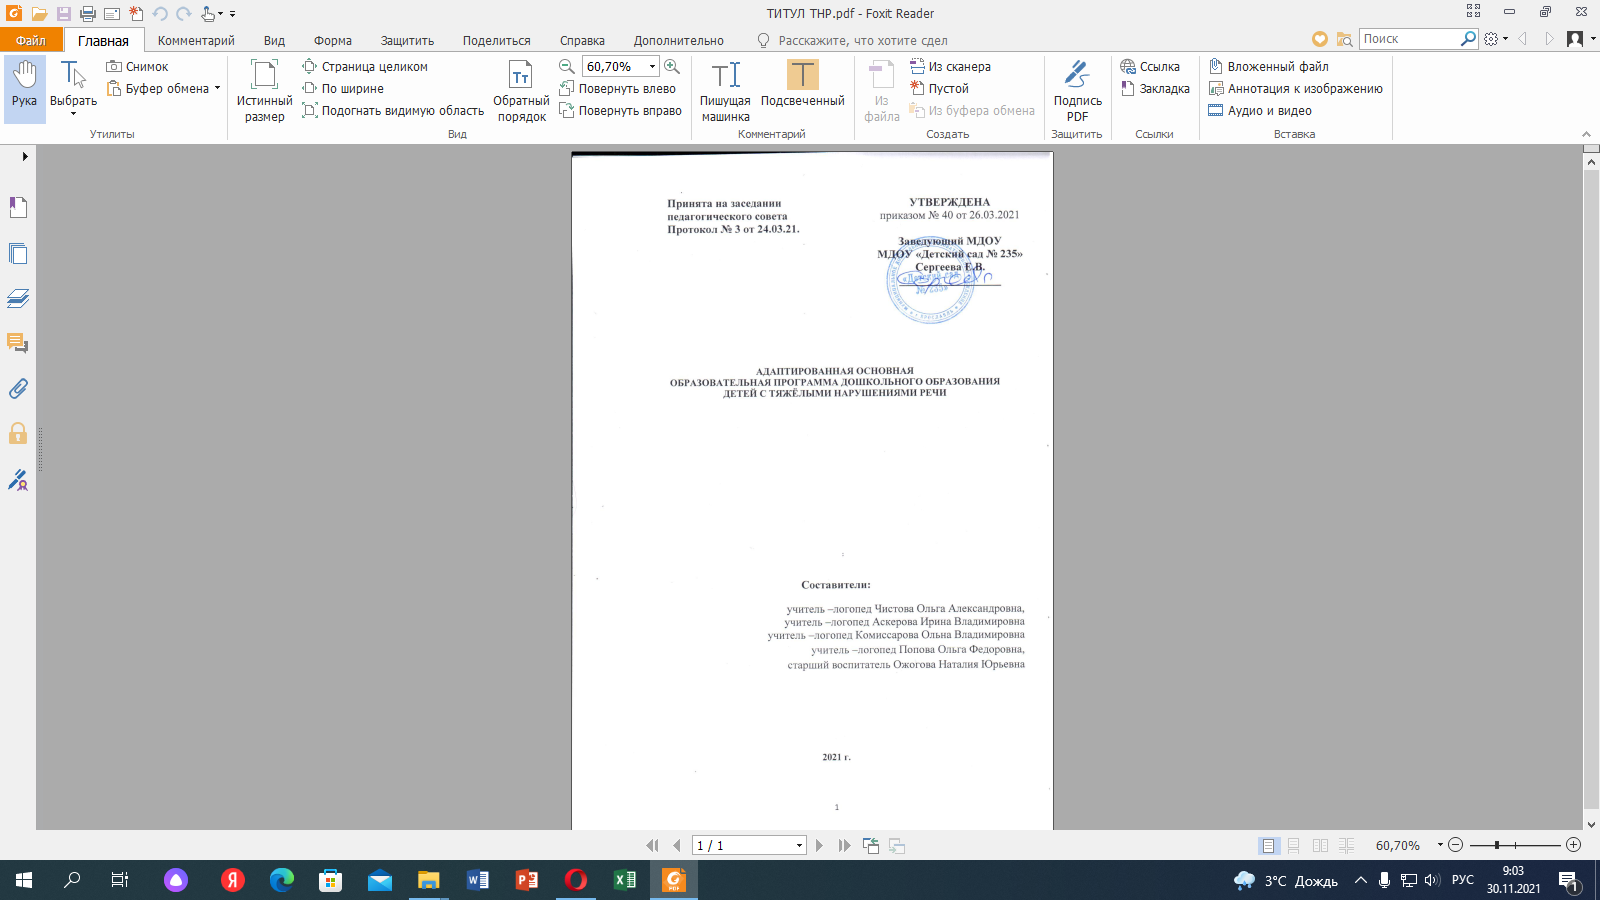 ТИТУЛ ТНР.pdf - Foxit Reader
Файл Главная Комментарий Вид Форма Защитить Поделиться Справка Дополнительно Расскажите, что хотите сдел Поиск
Рука
Выбрать
Снимок
Буфер обмена
Утилиты
Истинный размер
Страница целиком
По ширине
Подогнать видимую область
Обратный порядок
60,70%
Повернуть влево
Повернуть вправо
Вид
Пишущая машинка
Подсвеченный
Комментарий
Из файла
Из сканера
Пустой
Из буфера обмена
Создать
Подпись PDF
Защитить
Ссылка
Закладка
Ссылки
Вложенный файл
Аннотация к изображению
Аудио и видео
Вставка
Принята на заседании
педагогического совета
Протокол № 3 от 24.03.21.
УТВЕРЖДЕНА
приказом № 40 от 26.03.2021
Заведующий МДОУ
МДОУ «Детский сад № 235»
Сергеева Е.В.
«Детский сад
№ 235»
АДАПТИРОВАННАЯ ОСНОВНАЯ
ОБРАЗОВАТЕЛЬНАЯ ПРОГРАММА ДОШКОЛЬНОГО ОБРАЗОВАНИЯ
ДЕТЕЙ С ТЯЖЁЛЫМИ НАРУШЕНИЯМИ РЕЧИ
Составители:
учитель –логопед Чистова Ольга Александровна,
учитель –логопед Аскерова Ирина Владимировна
учитель –логопед Комиссарова Ольна Владимировна
учитель –логопед Попова Ольга Федоровна,
старший воспитатель Ожогова Наталия Юрьевна
2021 г.
1
1 / 1
60,70%
3°C Дождь
РУС
9:03
30.11.2021
1